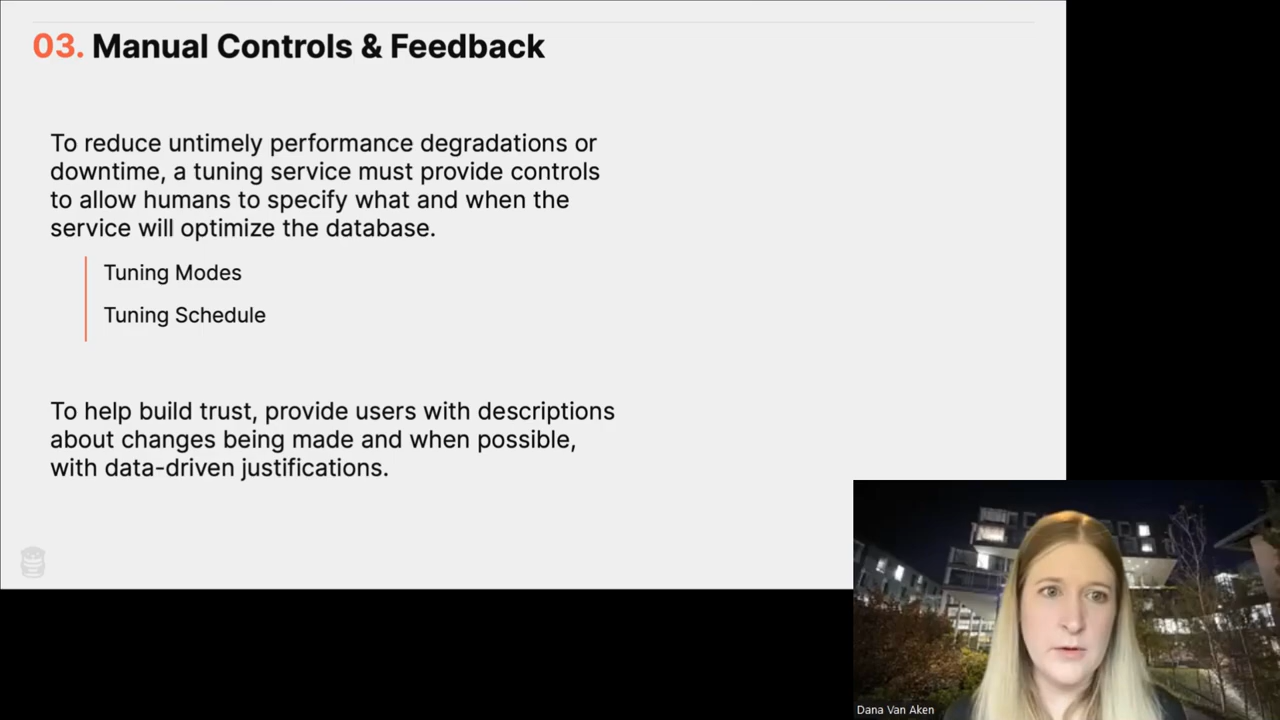 03. Manual Controls & Feedback
To reduce untimely performance degradations or
downtime, a tuning service must provide controls
to allow humans to specify what and when the
service will optimize the database.
Tuning Modes
Tuning Schedule
To help build trust, provide users with descriptions
about changes being made and when possible,
with data-driven justifications.
Dana Van Aken